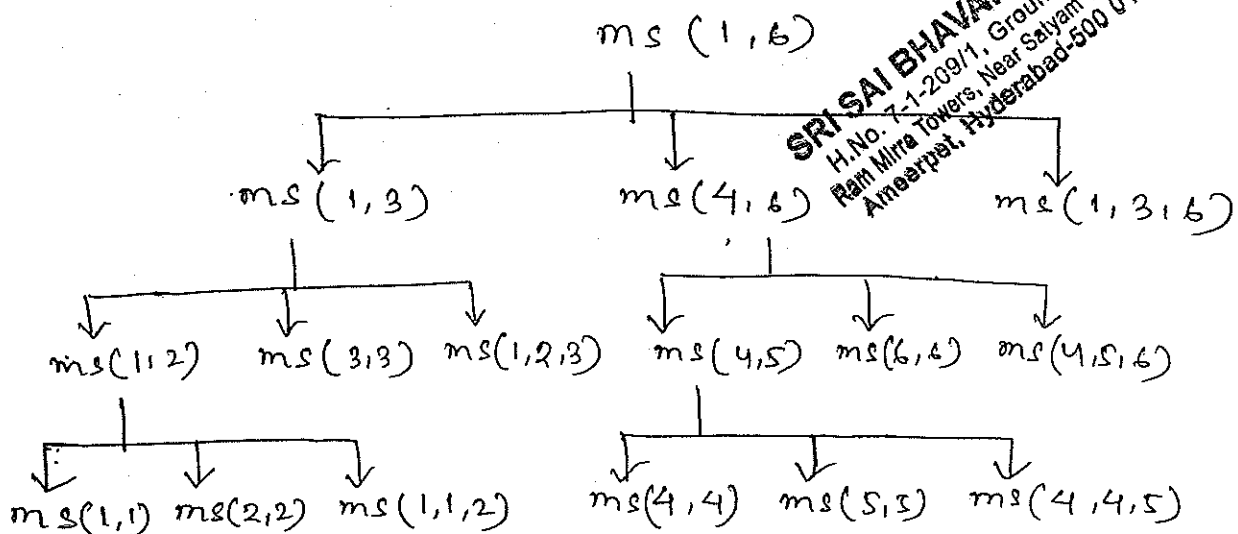 ms (1,6)
SRI SAI
H.No. 7-1-209/1,
Ram Mirra Towers, Near Satyam
Ameerpet, Hyderabad-500
ms(1,3) ms(4,6) ms(1,3,6)
ms(1,2) ms(3,3) ms(1,2,3) ms(4,5) ms(6,6) ms(4,5,6)
ms(1,1) ms(2,2) ms(1,1,2) ms(4,4) ms(5,5) ms(4,4,5)